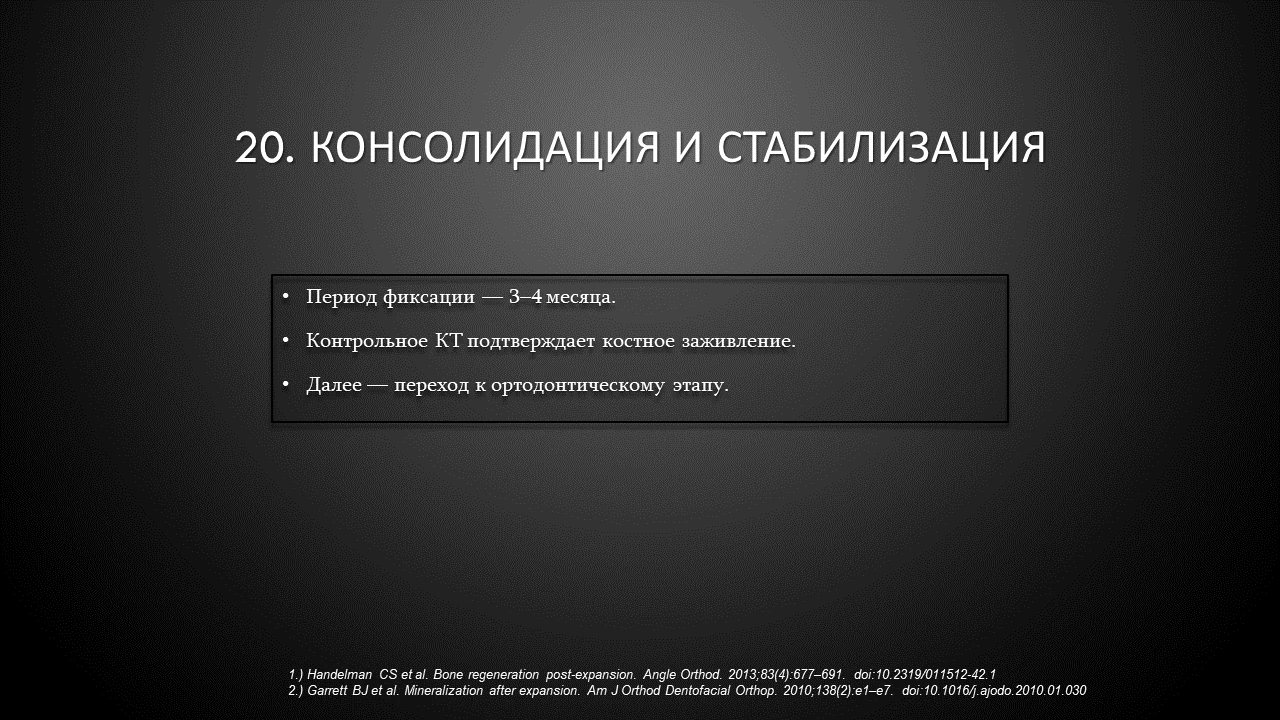 20. КОНСОЛИДАЦИЯ И СТАБИЛИЗАЦИЯ
• Период фиксации — 3–4 месяца.
• Контрольное КТ подтверждает костное заживление.
• Далее — переход к ортодонтическому этапу.
1.) Handelman CS et al. Bone regeneration post-expansion. Angle Orthod. 2013;83(4):677–691. doi:10.2319/011512-42.1
2.) Garrett BJ et al. Mineralization after expansion. Am J Orthod Dentofacial Orthop. 2010;138(2):e1–e7. doi:10.1016/j.ajodo.2010.01.030